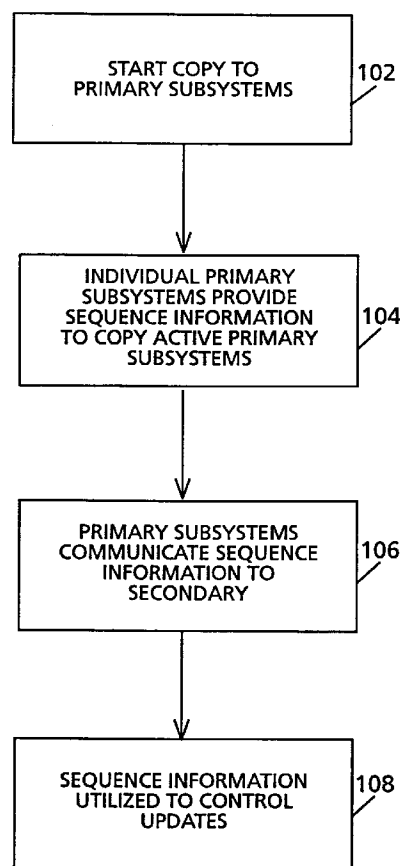 START COPY TO
PRIMARY SUBSYSTEMS
102
INDIVIDUAL PRIMARY
SUBSYSTEMS PROVIDE
SEQUENCE INFORMATION
TO COPY ACTIVE PRIMARY
SUBSYSTEMS
104
PRIMARY SUBSYSTEMS
COMMUNICATE SEQUENCE
INFORMATION TO
SECONDARY
106
SEQUENCE INFORMATION
UTILIZED TO CONTROL
UPDATES
108